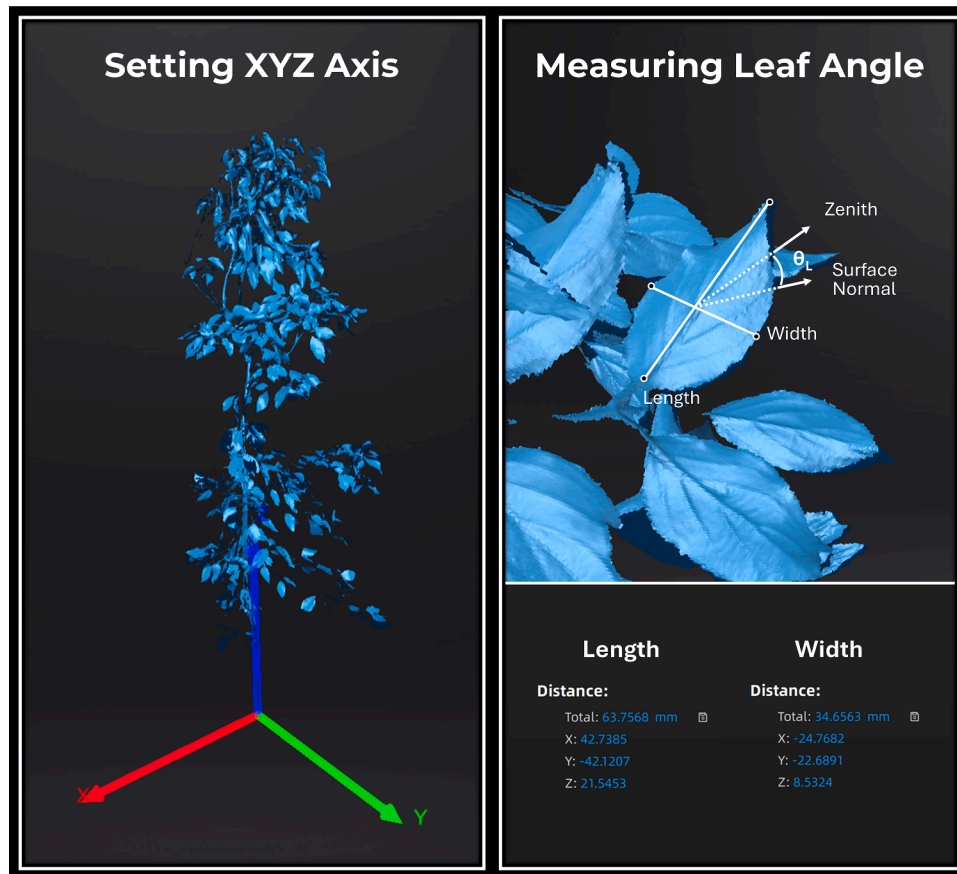 Setting XYZ Axis
X
Y
Measuring Leaf Angle
Zenith
θL
Surface
Normal
Width
Length
Length
Distance:
Total: 63.7568 mm
X: 42.7385
Y: -42.1207
Z: 21.5453
Width
Distance:
Total: 34.6563 mm
X: -24.7682
Y: -22.6891
Z: 8.5324